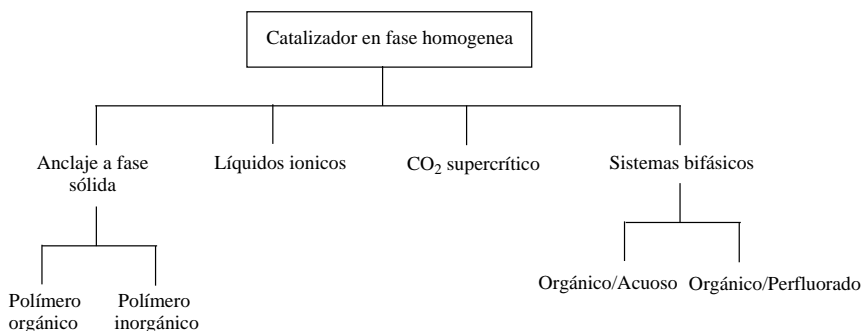 Catalizador en fase homogenea
Anclaje a fase
sólida
Líquidos ionicos
CO₂ supercrítico
Sistemas bifásicos
Polímero
orgánico
Polímero
inorgánico
Orgánico/Acuoso
Orgánico/Perfluorado